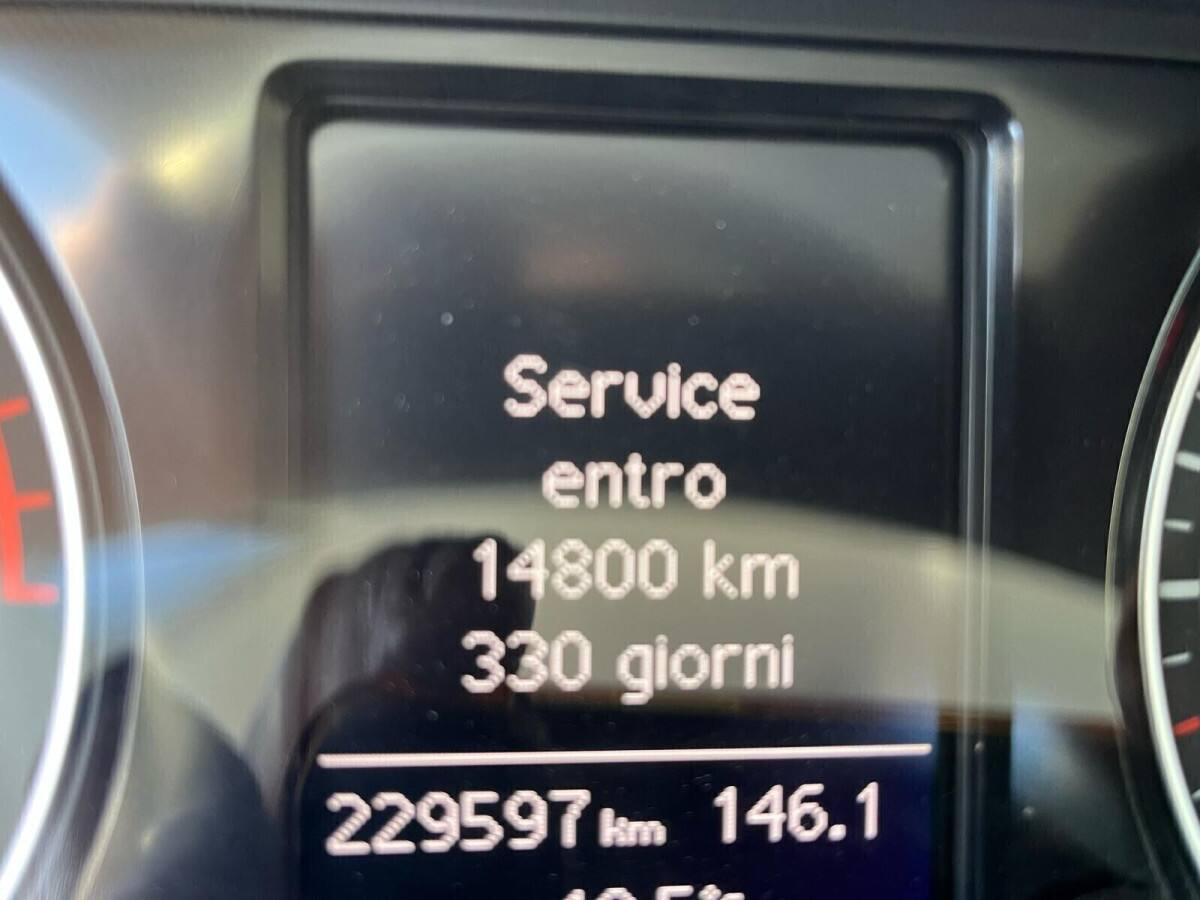 Service
entro
14800 km
330 giorni
229597 km 146.1